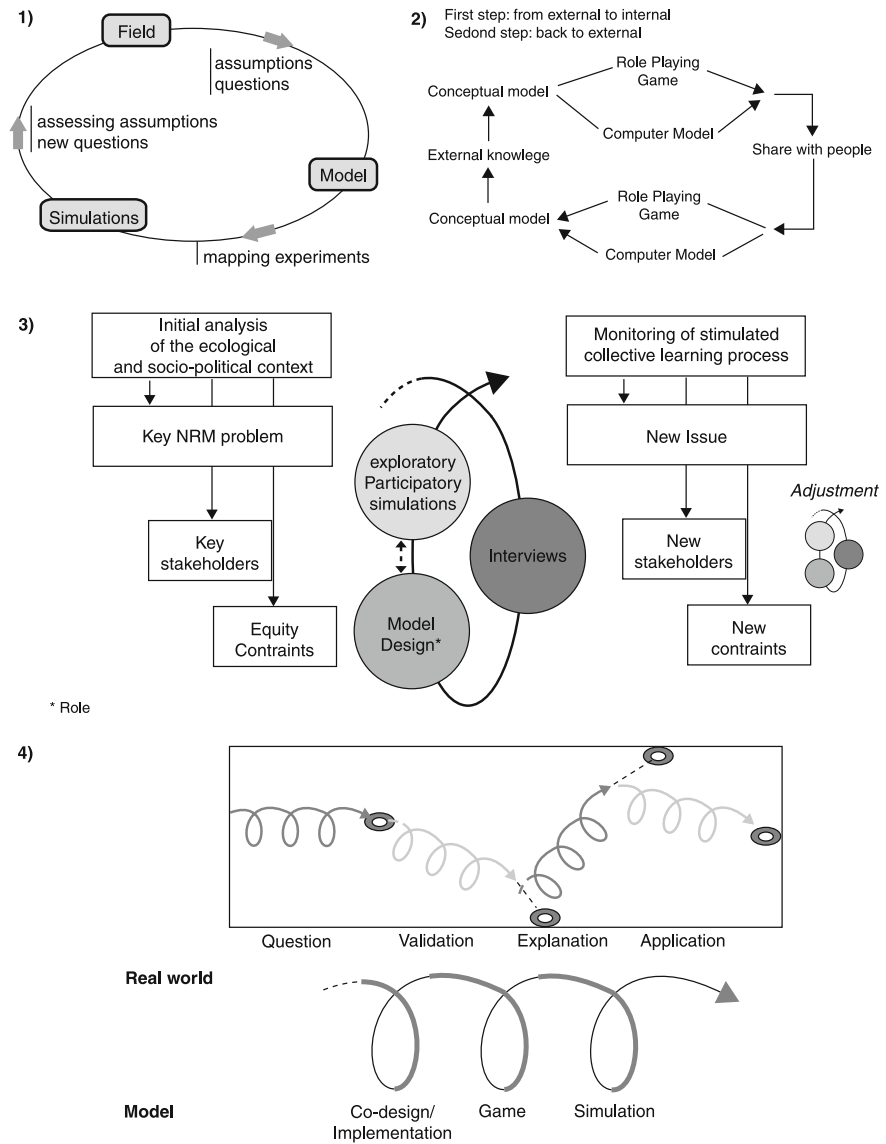 1)
Field
assumptions
questions
assessing assumptions
new questions
Model
Simulations
mapping experiments
2)
First step: from external to internal
Sedond step: back to external
Role Playing
Game
Conceptual model
Computer Model
Share with people
External knowlege
Role Playing
Game
Conceptual model
Computer Model
3)
Initial analysis
of the ecological
and socio-political context
Key NRM problem
Key
stakeholders
Equity
Contraints
exploratory
Participatory
simulations
Interviews
Model
Design*
Monitoring of stimulated
collective learning process
New Issue
New
stakeholders
New
contraints
Adjustment
* Role
4)
Question
Validation
Explanation
Application
Real world
Model
Co-design/
Implementation
Game
Simulation